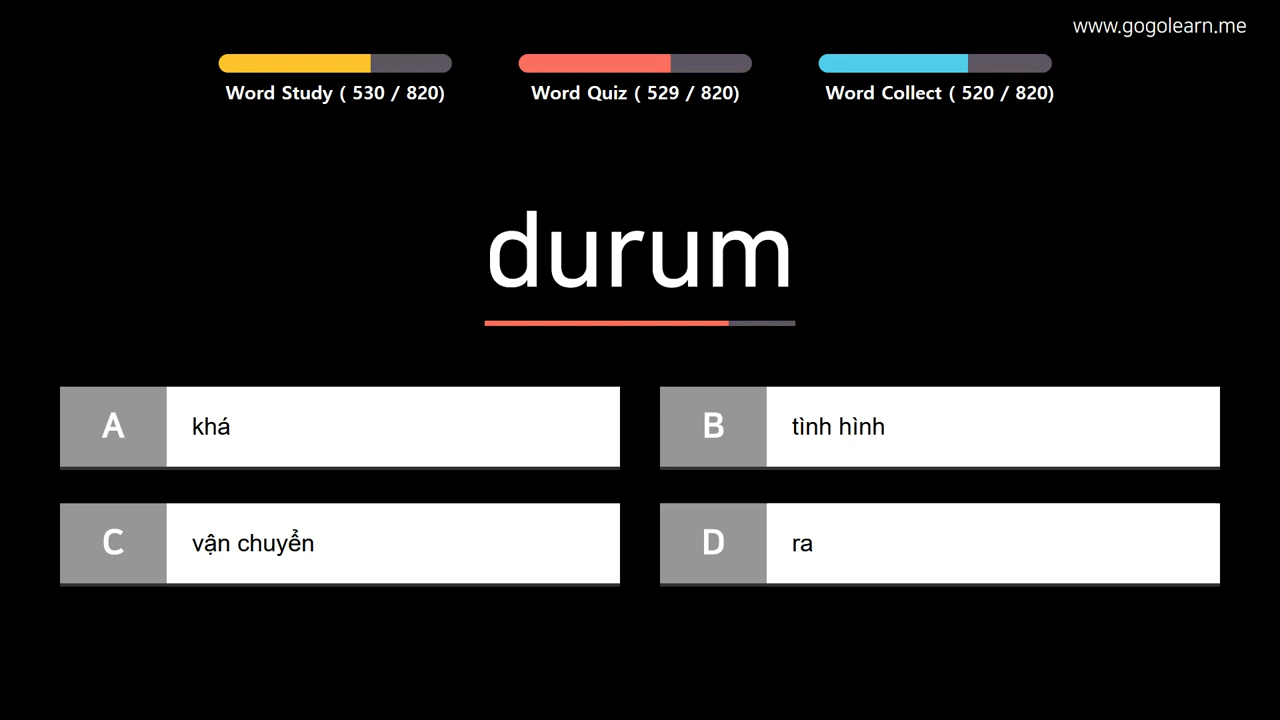 www.gogolearn.me
Word Study ( 530 / 820)
Word Quiz ( 529 / 820)
Word Collect ( 520 / 820)
durum
A
khá
B
tình hình
C
vận chuyển
D
ra